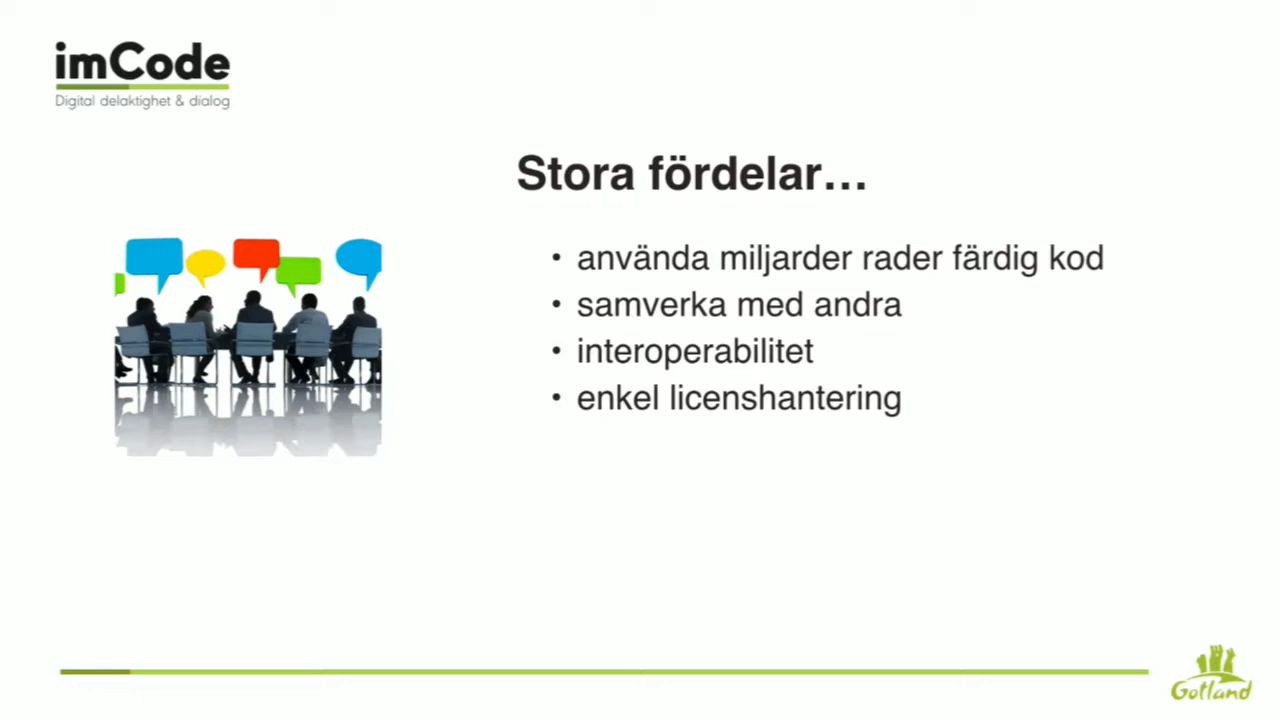 imCode
Digital delaktighet & dialog
Stora fördelar…
• använda miljarder rader färdig kod
• samverka med andra
• interoperabilitet
• enkel licenshantering
Gotland